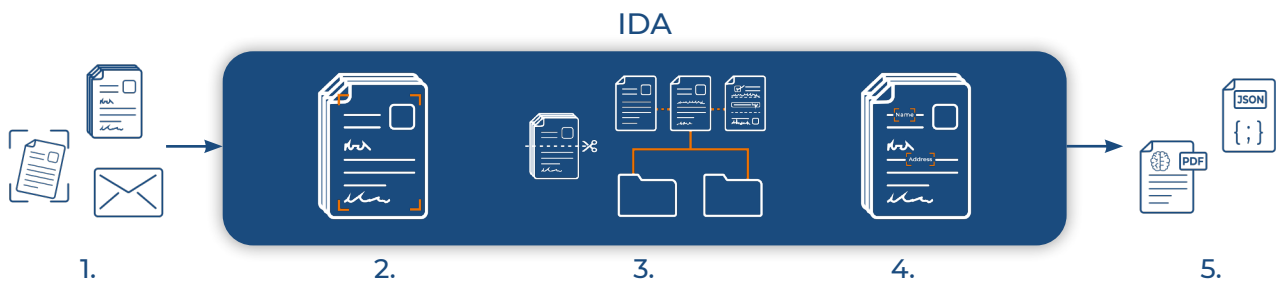 IDA
Name
Address
JSON
{;}
PDF
1.
2.
3.
4.
5.